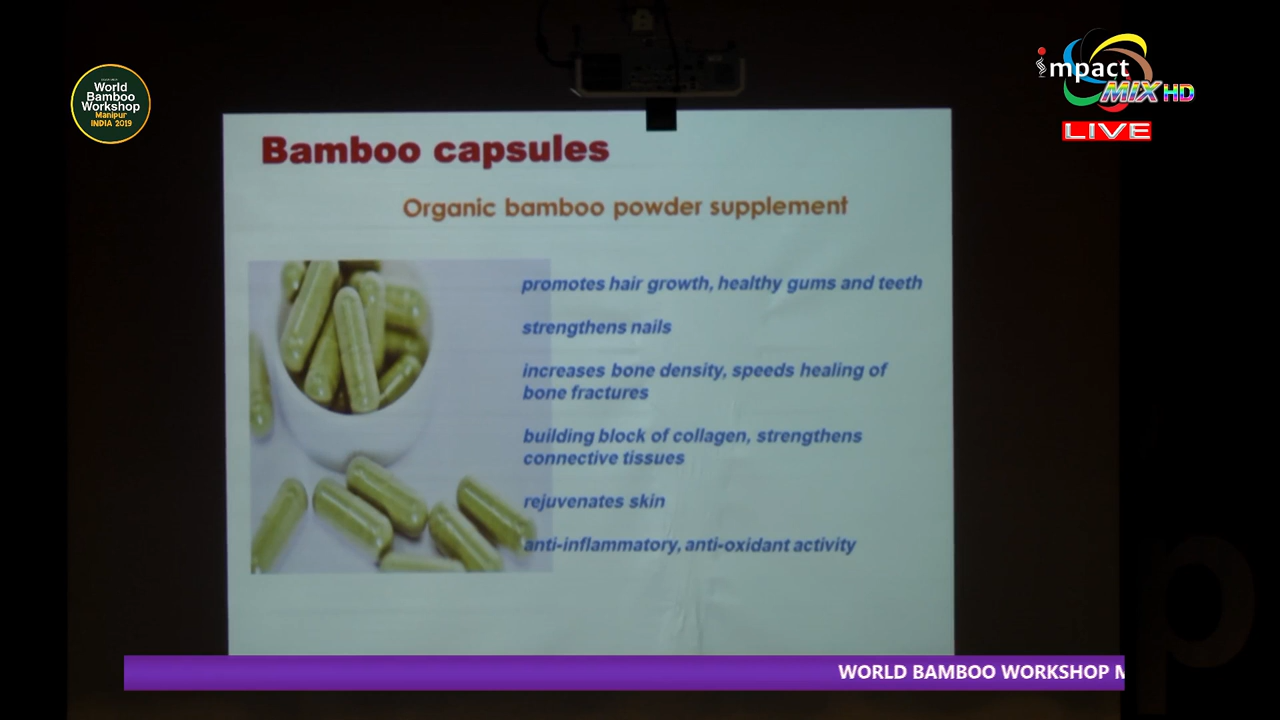 World
Bamboo
Workshop
Manipur
INDIA 2019
impact
MIX HD
LIVE
Bamboo capsules
Organic bamboo powder supplement
promotes hair growth, healthy gums and teeth
strengthens nails
increases bone density, speeds healing of
bone fractures
building block of collagen, strengthens
connective tissues
rejuvenates skin
anti-inflammatory, anti-oxidant activity
WORLD BAMBOO WORKSHOP